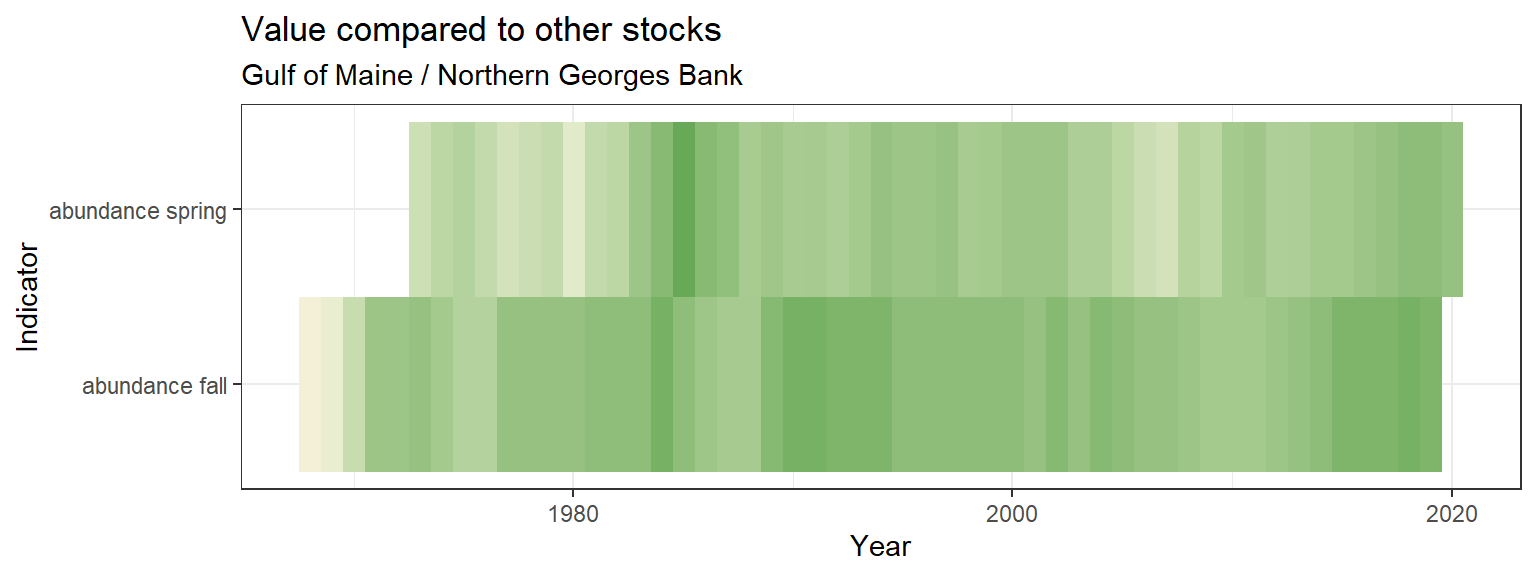 Value compared to other stocks
Gulf of Maine / Northern Georges Bank
Indicator
abundance spring
abundance fall
1980
2000
2020
Year